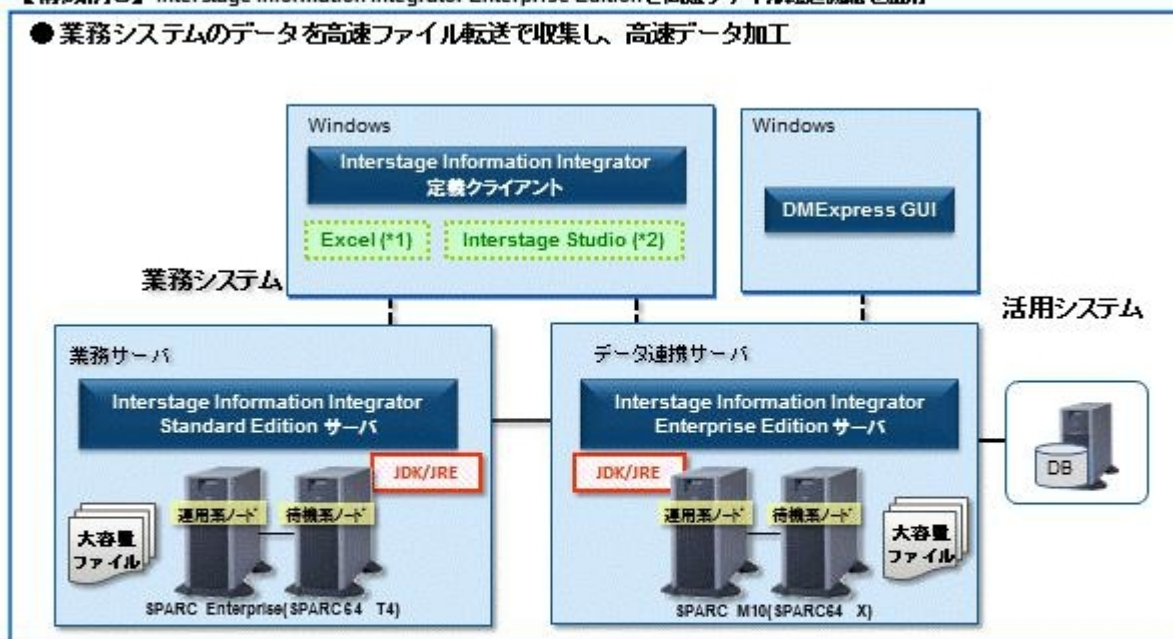 Interstage Information Integrator Enterprise Edition
●業務システムのデータを高速ファイル転送で収集し、高速データ加工
Windows
Interstage Information Integrator
定義クライアント
Excel (*1)
Interstage Studio (*2)
Windows
DMExpress GUI
業務システム
活用システム
業務サーバ
Interstage Information Integrator
Standard Edition サーバ
JDK/JRE
運用系ノード
待機系ノード
大容量
ファイル
SPARC Enterprise(SPARC64 T4)
データ連携サーバ
Interstage Information Integrator
Enterprise Edition サーバ
JDK/JRE
運用系ノード
待機系ノード
大容量
ファイル
SPARC M10(SPARC64 X)
DB